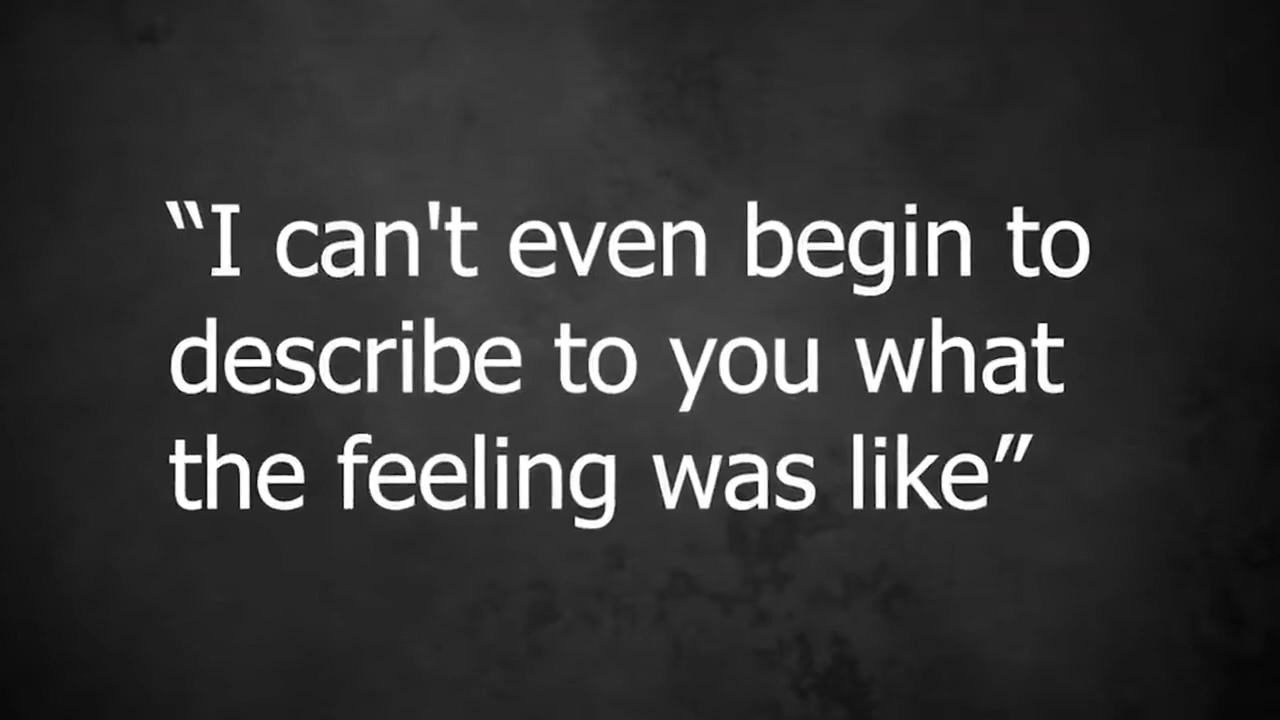 “I can't even begin to
describe to you what
the feeling was like”